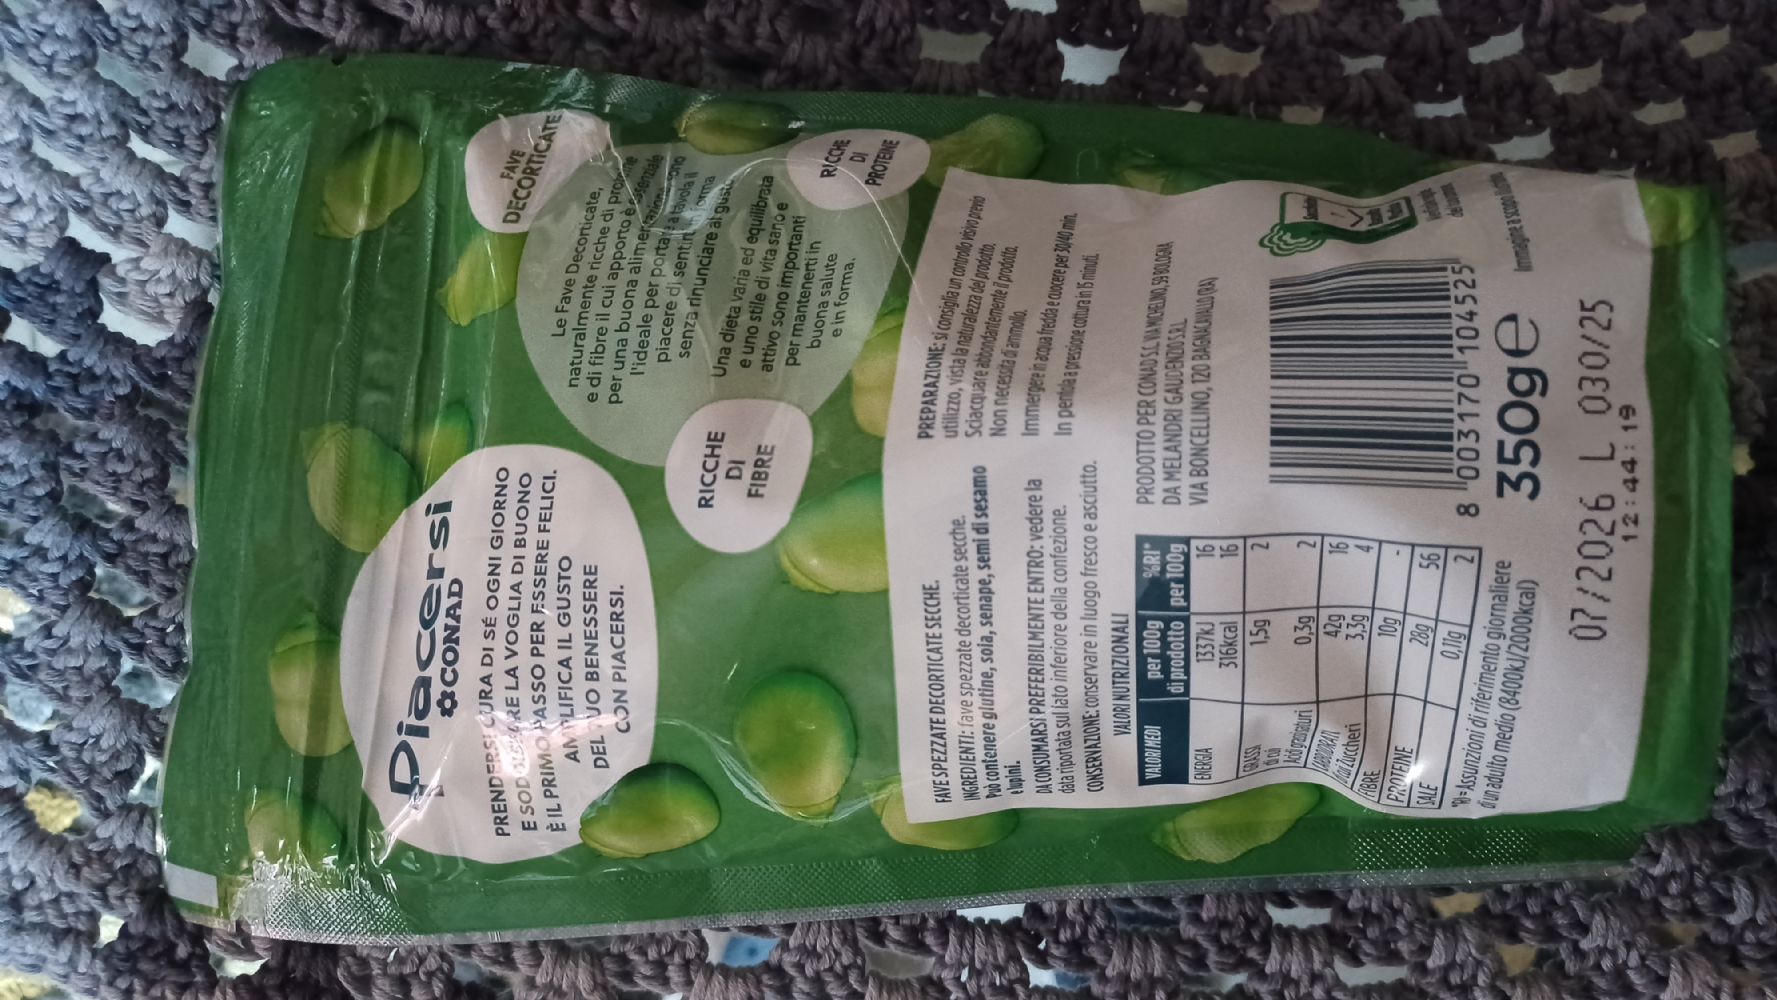 Piacersi
CONAD
PRENDERSI CURA DI SÉ OGNI GIORNO
E SODDISFARE LA VOGLIA DI BUONO
È IL PRIMO PASSO PER ESSERE FELICI.
AMPLIFICA IL GUSTO
DEL TUO BENESSERE
CON PIACERSI.
FAVE
DECORTICATE
Le Fave Decorticate,
naturalmente ricche di proteine
e di fibre il cui apporto è essenziale
per una buona alimentazione, sono
l'ideale per portare a tavola il
piacere di sentirsi in forma
senza rinunciare al gusto.
Una dieta varia ed equilibrata
e uno stile di vita sano e
attivo sono importanti
per mantenerti in
buona salute
e in forma.
RICCHE
DI
FIBRE
RICCHE
DI
PROTEINE
FAVE SPEZZATE DECORTICATE SECCHE.
INGREDIENTI: fave spezzate decorticate secche.
Può contenere glutine, soia, senape, semi di sesamo
e lupini.
DA CONSUMARSI PREFERIBILMENTE ENTRO: vedere la
data riportata sul lato inferiore della confezione.
CONSERVAZIONE: conservare in luogo fresco e asciutto.
PREPARAZIONE: si consiglia un controllo visivo previo
utilizzo, vista la naturalezza del prodotto.
Sciacquare abbondantemente il prodotto.
Non necessita di ammollo.
Immergere in acqua fredda e cuocere per 30/40 min.
In pentola a pressione cottura in 15 minuti.
VALORI NUTRIZIONALI
VALORI MEDI per 100g di prodotto %RI* per 100g
ENERGIA 1337kJ 16
316kcal 16
GRASSI 1,5g 2
di cui
Acidi grassi saturi 0,3g 2
CARBOIDRATI 42g 16
di cui Zuccheri 3,3g 4
FIBRE 10g -
PROTEINE 28g 56
SALE 0,11g 2
*RI=Assunzioni di riferimento giornaliere
di un adulto medio (8400kJ/2000kcal)
PRODOTTO PER CONAD S.C. VIA MICHELINO, 59 BOLOGNA
DA MELANDRI GAUDENZIO S.R.L.
VIA BONCELLINO, 120 BAGNACAVALLO (RA)
8 003170 104525
350g e
Sacchetto
Immagine a scopo
07/2026 L 030/25
12:44:19